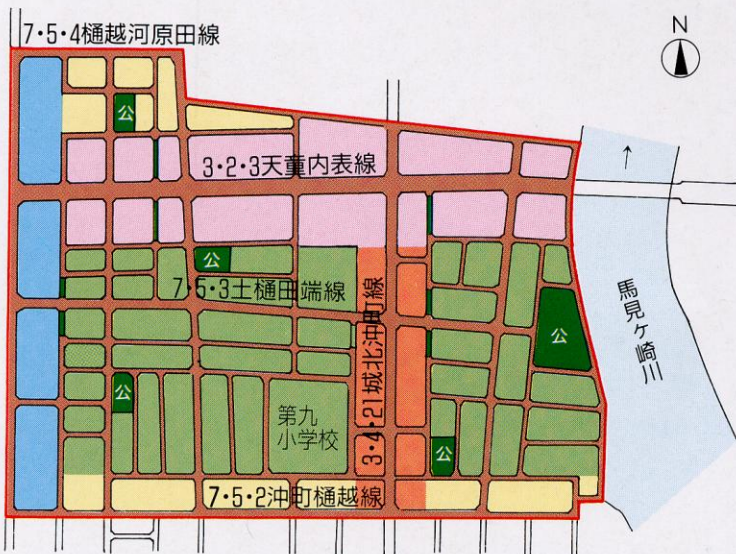 7・5・4樋越河原田線
N
公
3・2・3天童内表線
公
7・5・3土樋田端線
公
馬見ヶ崎川
3・4・21城北沖町線
公
第九
小学校
公
7・5・2沖町樋越線